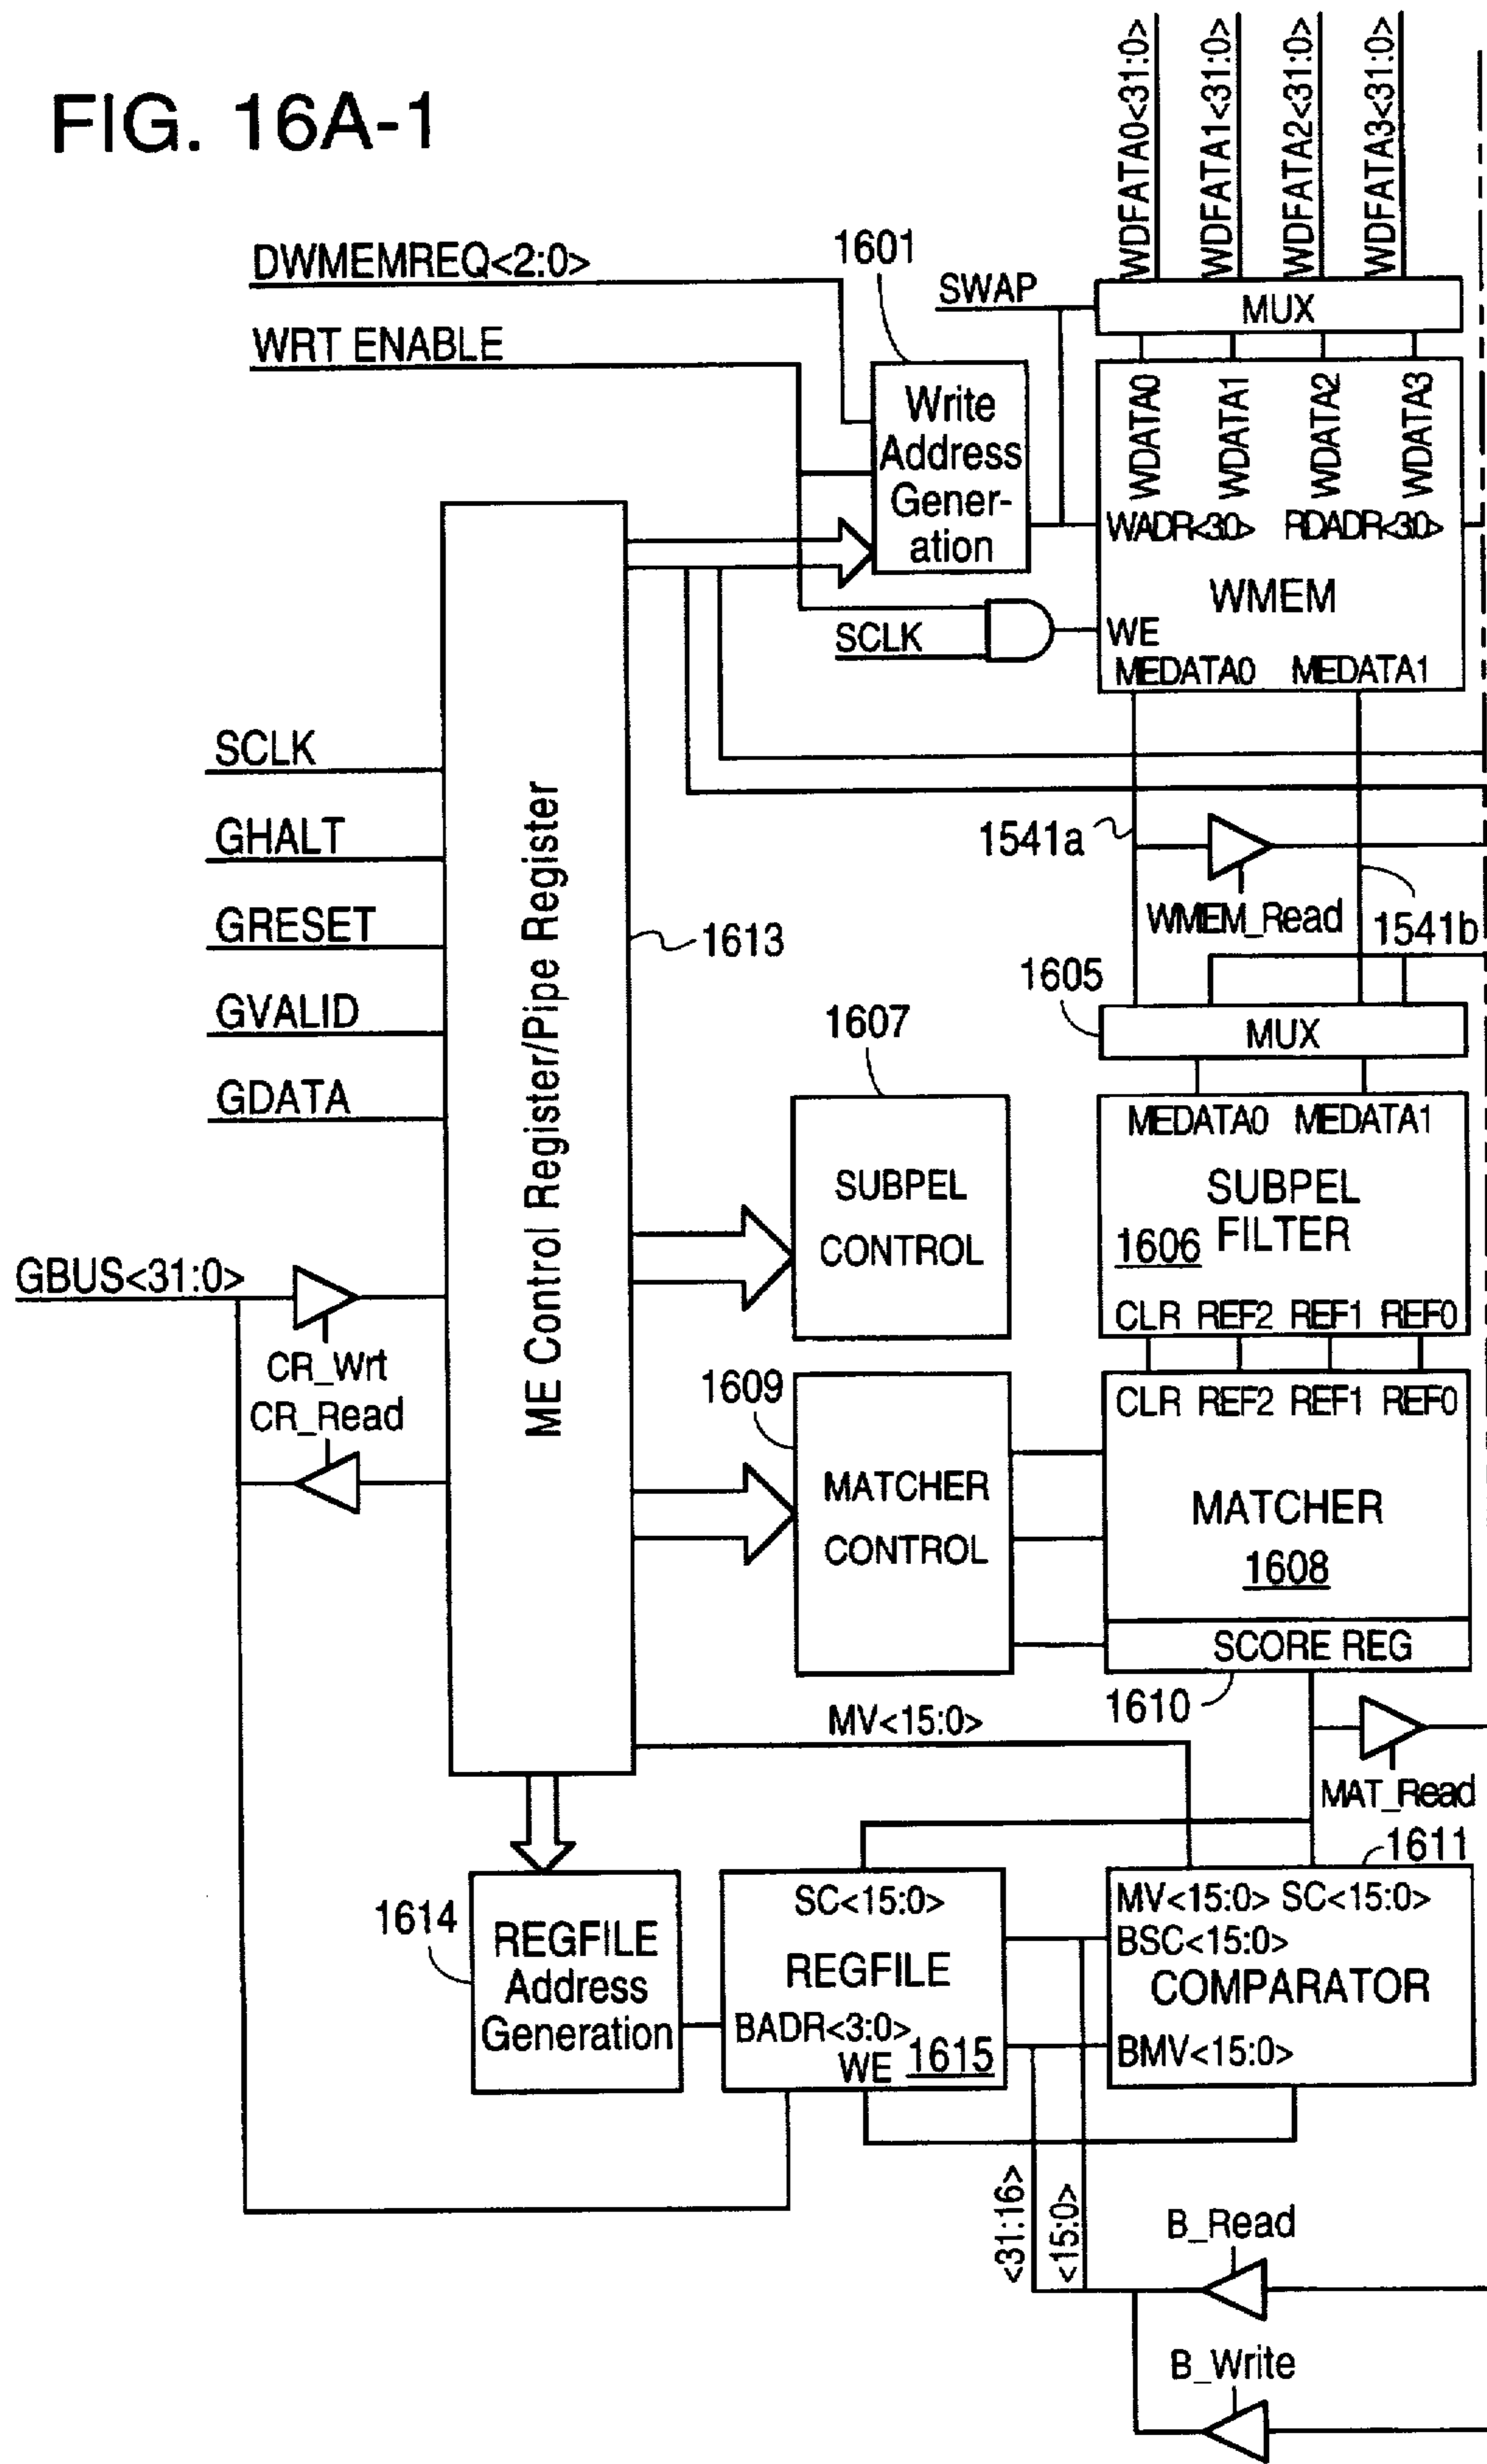 FIG. 16A-1
WDFATA0<31:0>
WDFATA1<31:0>
WDFATA2<31:0>
WDFATA3<31:0>
DWMEMREQ<2:0>
WRT ENABLE
1601
SWAP
MUX
Write
Address
Gener-
ation
WDATA0
WDATA1
WDATA2
WDATA3
WADR<30> RDADR<30>
WMEM
SCLK
WE
MEDATA0 MEDATA1
SCLK
GHALT
GRESET
GVALID
GDATA
ME Control Register/Pipe Register
1613
1541a
WMEM_Read
1541b
1605
MUX
1607
SUBPEL
CONTROL
MEDATA0 MEDATA1
SUBPEL
FILTER
1606
CLR REF2 REF1 REF0
GBUS<31:0>
CR_Wrt
CR_Read
1609
MATCHER
CONTROL
CLR REF2 REF1 REF0
MATCHER
1608
SCORE REG
1610
MV<15:0>
MAT_Read
1611
1614
REGFILE
Address
Generation
SC<15:0>
REGFILE
BADR<3:0>
WE 1615
MV<15:0> SC<15:0>
BSC<15:0>
COMPARATOR
BMV<15:0>
<31:16>
<15:0>
B_Read
B_Write